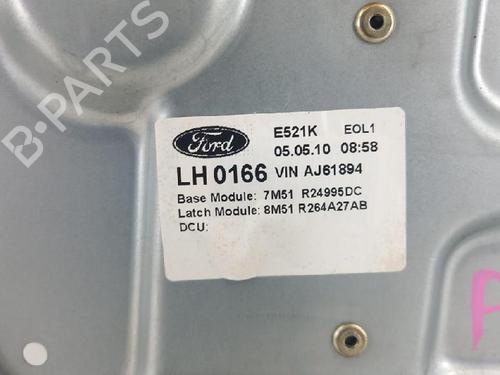 B-PARTS
Ford
E521K EOL1
05.05.10 08:58
LH 0166 VIN AJ61894
Base Module: 7M51 R24995DC
Latch Module: 8M51 R264A27AB
DCU: